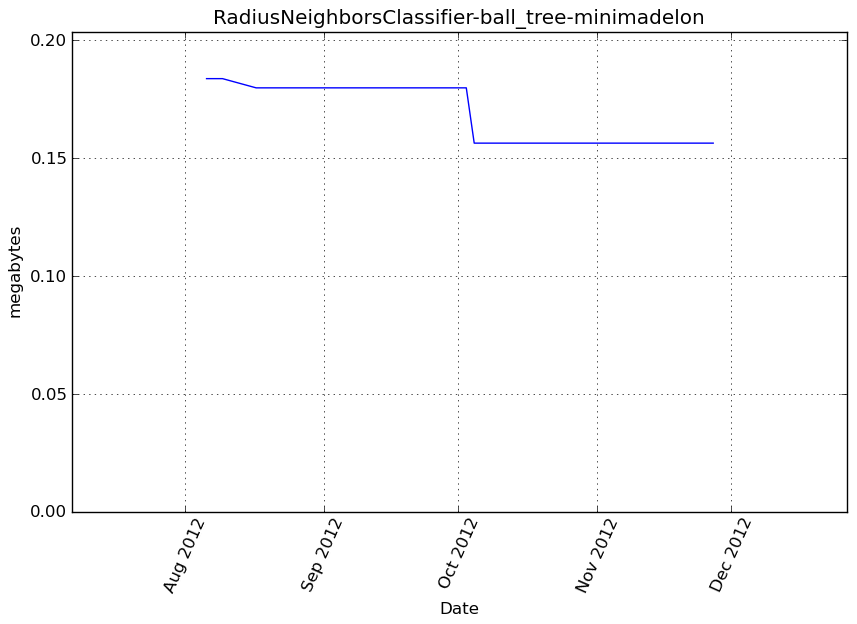 RadiusNeighborsClassifier-ball_tree-minimadelon
0.20
0.15
0.10
0.05
0.00
megabytes
Aug 2012
Sep 2012
Oct 2012
Nov 2012
Dec 2012
Date